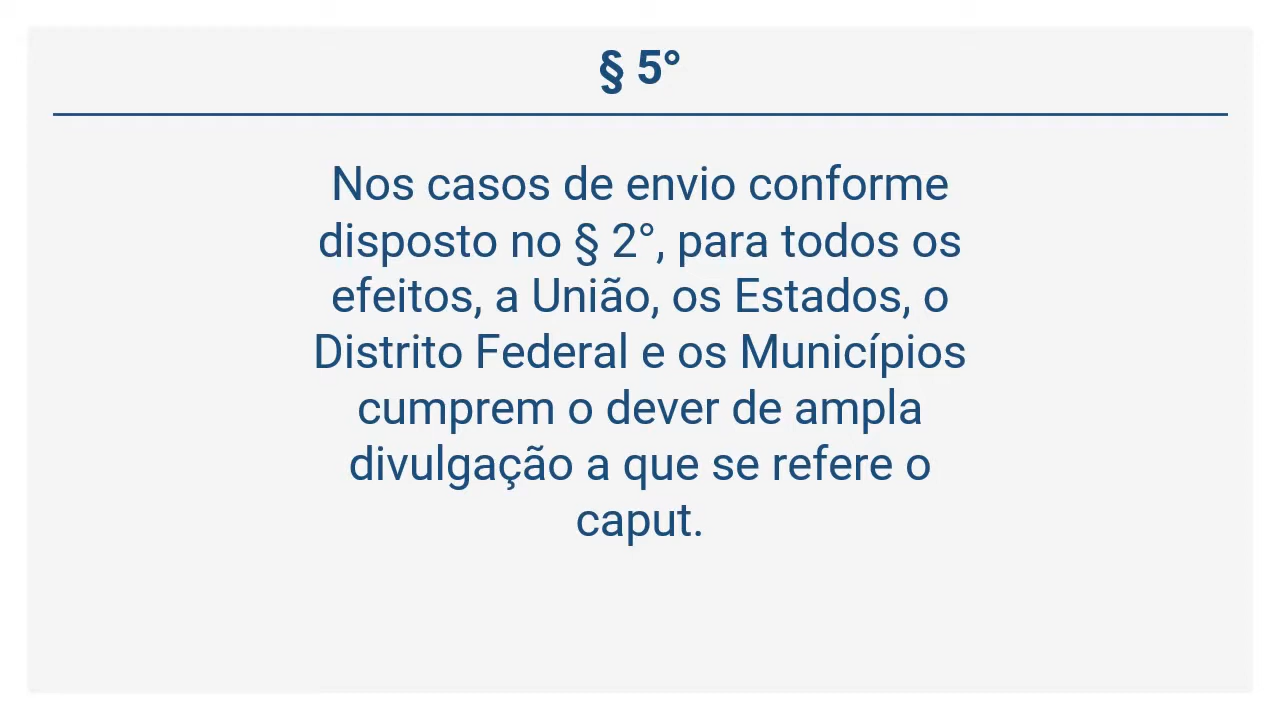 § 5°
Nos casos de envio conforme
disposto no § 2°, para todos os
efeitos, a União, os Estados, o
Distrito Federal e os Municípios
cumprem o dever de ampla
divulgação a que se refere o
caput.